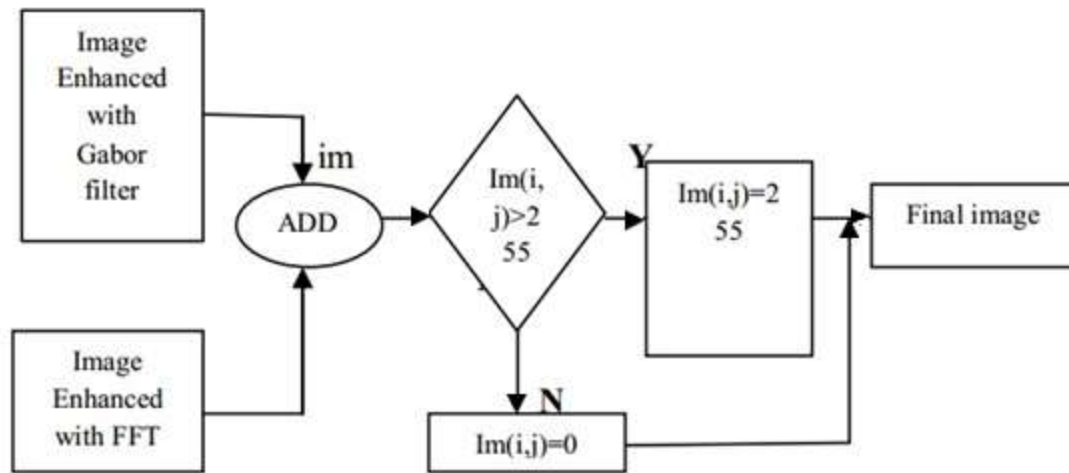 Image
Enhanced
with
Gabor
filter
im
ADD
Im(i,
j)>2
55
Y
Im(i,j)=2
55
Final image
Image
Enhanced
with FFT
N
Im(i,j)=0